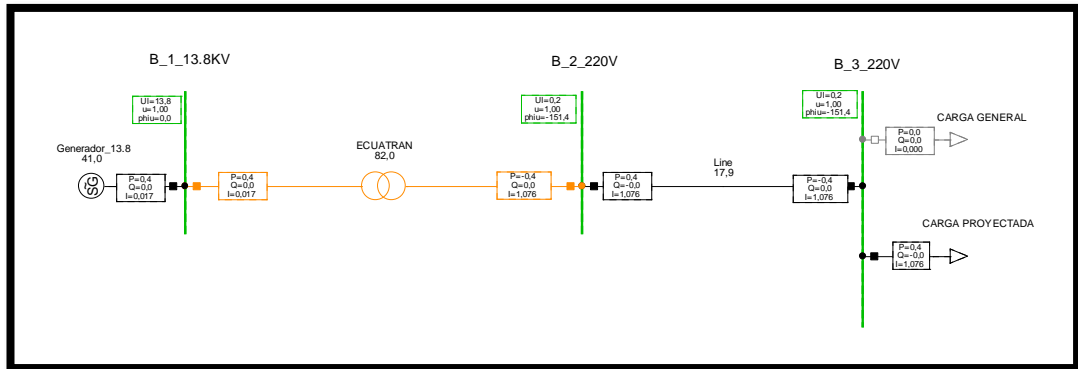 B_1_13.8KV
B_2_220V
B_3_220V
Ul=13,8
u=1,00
phiu=0,0
Ul=0,2
u=1,00
phiu=-151,4
Ul=0,2
u=1,00
phiu=-151,4
CARGA GENERAL
Generador_13.8
41,0
ECUATRAN
82,0
Line
17,9
P=0,0
Q=0,0
I=0,000
SG
P=0,4
Q=0,0
I=0,017
P=0,4
Q=0,0
I=0,017
P=-0,4
Q=0,0
I=1,076
P=0,4
Q=-0,0
I=1,076
P=-0,4
Q=0,0
I=1,076
CARGA PROYECTADA
P=0,4
Q=-0,0
I=1,076